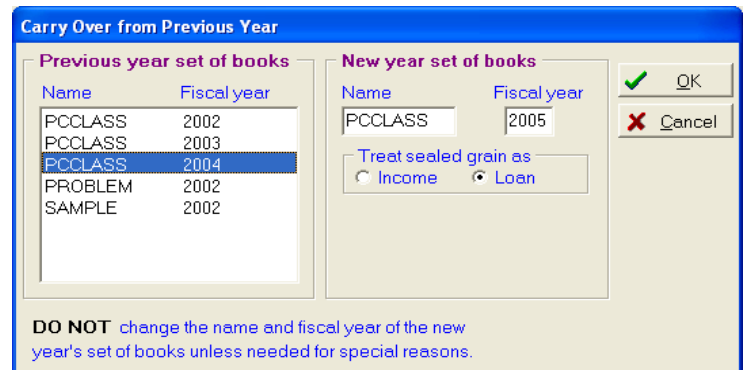 Carry Over from Previous Year
Previous year set of books
Name Fiscal year
PCCLASS 2002
PCCLASS 2003
PCCLASS 2004
PROBLEM 2002
SAMPLE 2002
New year set of books
Name Fiscal year
PCCLASS 2005
Treat sealed grain as
Income Loan
OK
Cancel
DO NOT change the name and fiscal year of the new
year's set of books unless needed for special reasons.